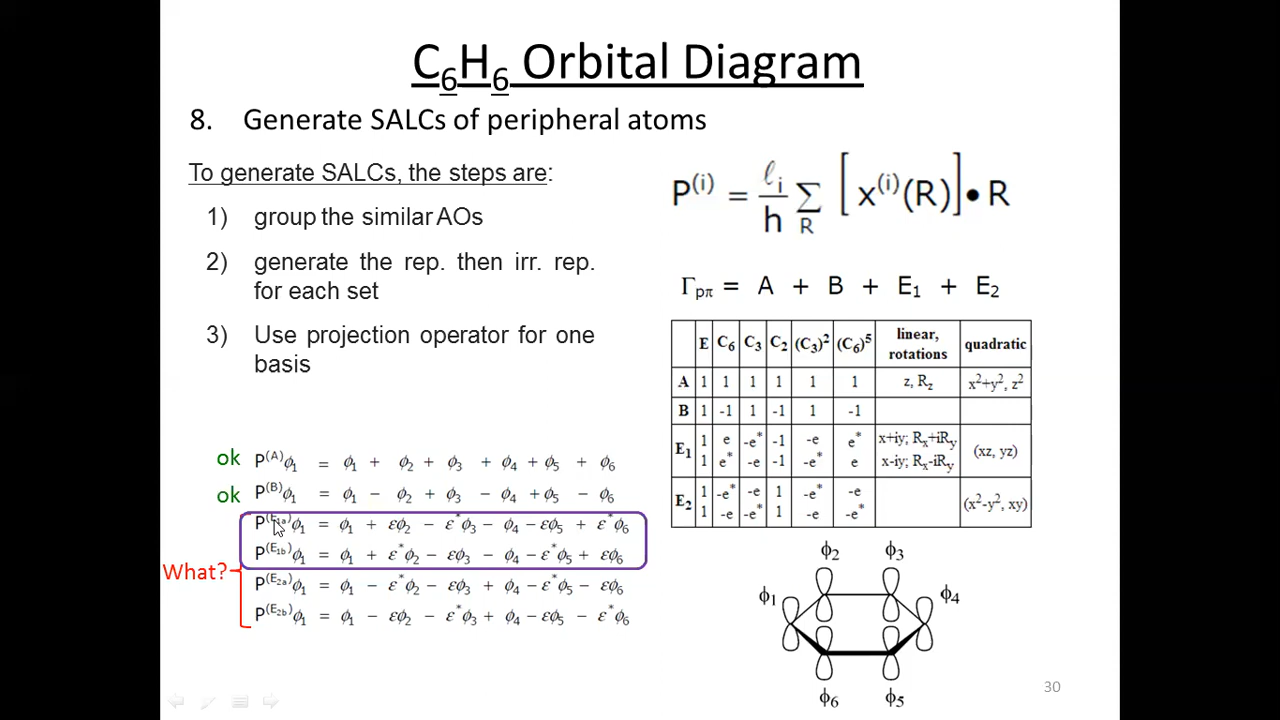 C₆H₆ Orbital Diagram
8. Generate SALCs of peripheral atoms
To generate SALCs, the steps are:
1) group the similar AOs
2) generate the rep. then irr. rep.
for each set
3) Use projection operator for one
basis
P⁽ⁱ⁾ = ℓᵢ/h Σ_R [x⁽ⁱ⁾(R)]•R
Γpπ = A + B + E₁ + E₂
E C₆ C₃ C₂ (C₃)² (C₆)⁵ linear, rotations quadratic
A 1 1 1 1 1 1 z, R_z x²+y², z²
B 1 -1 1 -1 1 -1
E₁ 1 e -e* -1 -e e* x+iy; Rₓ+iR_y (xz, yz)
1 e* -e -1 -e* e x-iy; Rₓ-iR_y
E₂ 1 -e* -e 1 -e* -e (x²-y², xy)
1 -e -e* 1 -e -e*
ok P⁽ᴬ⁾ϕ₁ = ϕ₁ + ϕ₂ + ϕ₃ + ϕ₄ + ϕ₅ + ϕ₆
ok P⁽ᴮ⁾ϕ₁ = ϕ₁ − ϕ₂ + ϕ₃ − ϕ₄ + ϕ₅ − ϕ₆
P^(E1a)ϕ₁ = ϕ₁ + εϕ₂ − ε*ϕ₃ − ϕ₄ − εϕ₅ + ε*ϕ₆
P^(E1b)ϕ₁ = ϕ₁ + ε*ϕ₂ − εϕ₃ − ϕ₄ − ε*ϕ₅ + εϕ₆
What?
P^(E2a)ϕ₁ = ϕ₁ − ε*ϕ₂ − εϕ₃ + ϕ₄ − ε*ϕ₅ − εϕ₆
P^(E2b)ϕ₁ = ϕ₁ − εϕ₂ − ε*ϕ₃ + ϕ₄ − εϕ₅ − ε*ϕ₆
ϕ₂ ϕ₃
ϕ₁ ϕ₄
ϕ₆ ϕ₅
30